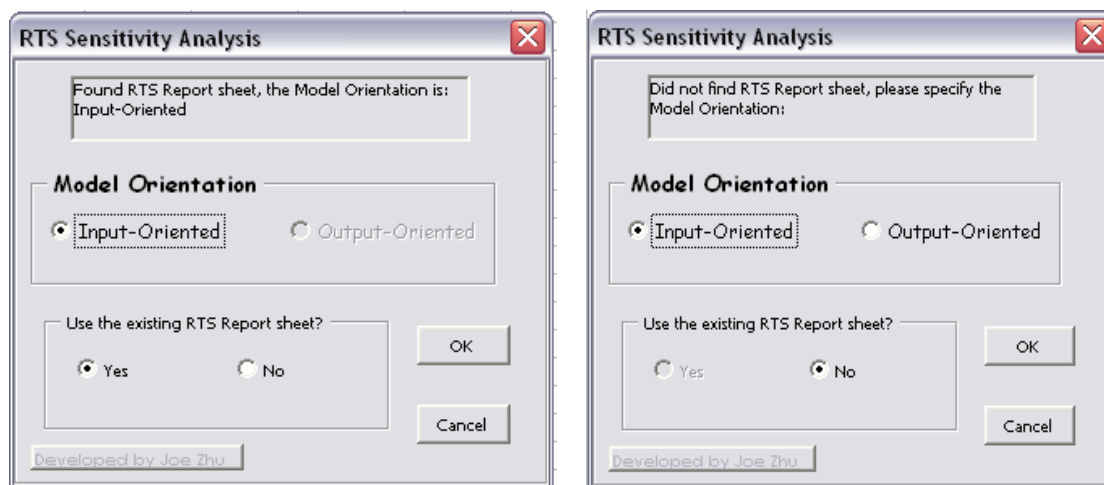 RTS Sensitivity Analysis
Found RTS Report sheet, the Model Orientation is:
Input-Oriented
Model Orientation
Input-Oriented
Output-Oriented
Use the existing RTS Report sheet?
Yes
No
OK
Cancel
Developed by Joe Zhu
RTS Sensitivity Analysis
Did not find RTS Report sheet, please specify the
Model Orientation:
Model Orientation
Input-Oriented
Output-Oriented
Use the existing RTS Report sheet?
Yes
No
OK
Cancel
Developed by Joe Zhu